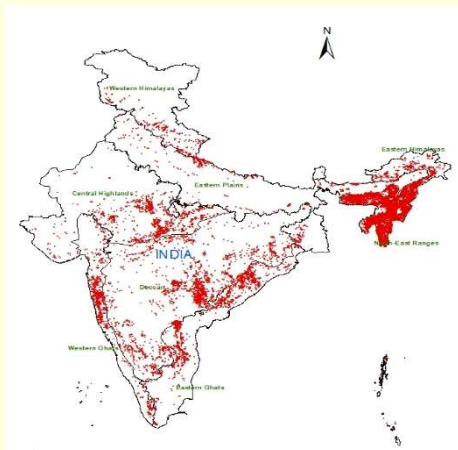 N
Western Himalayas
Eastern Himalayas
Eastern Plains
Central Highlands
North-East Ranges
INDIA
Deccan
Western Ghats
Eastern Ghats